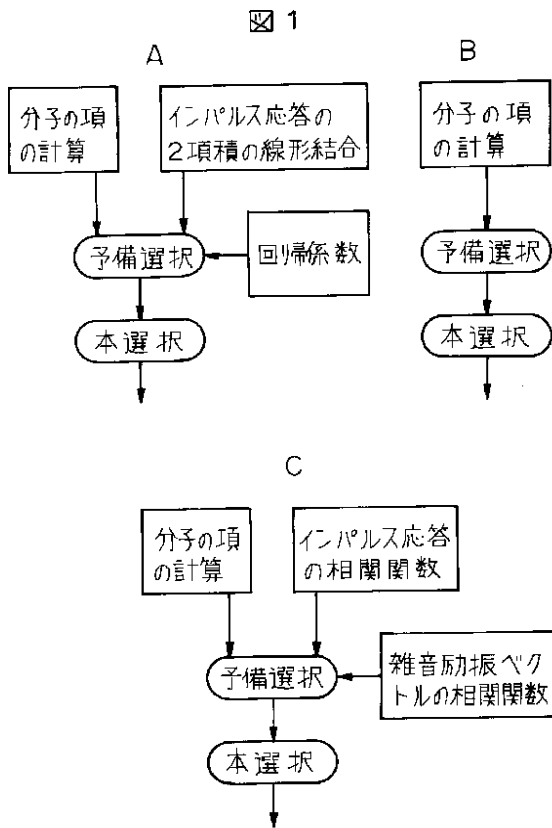 図 1
A
分子の項
の計算
インパルス応答の
2項積の線形結合
予備選択
回帰係数
本選択
B
分子の項
の計算
予備選択
本選択
C
分子の項
の計算
インパルス応答
の相関関数
予備選択
雑音励振ベク
トルの相関関数
本選択